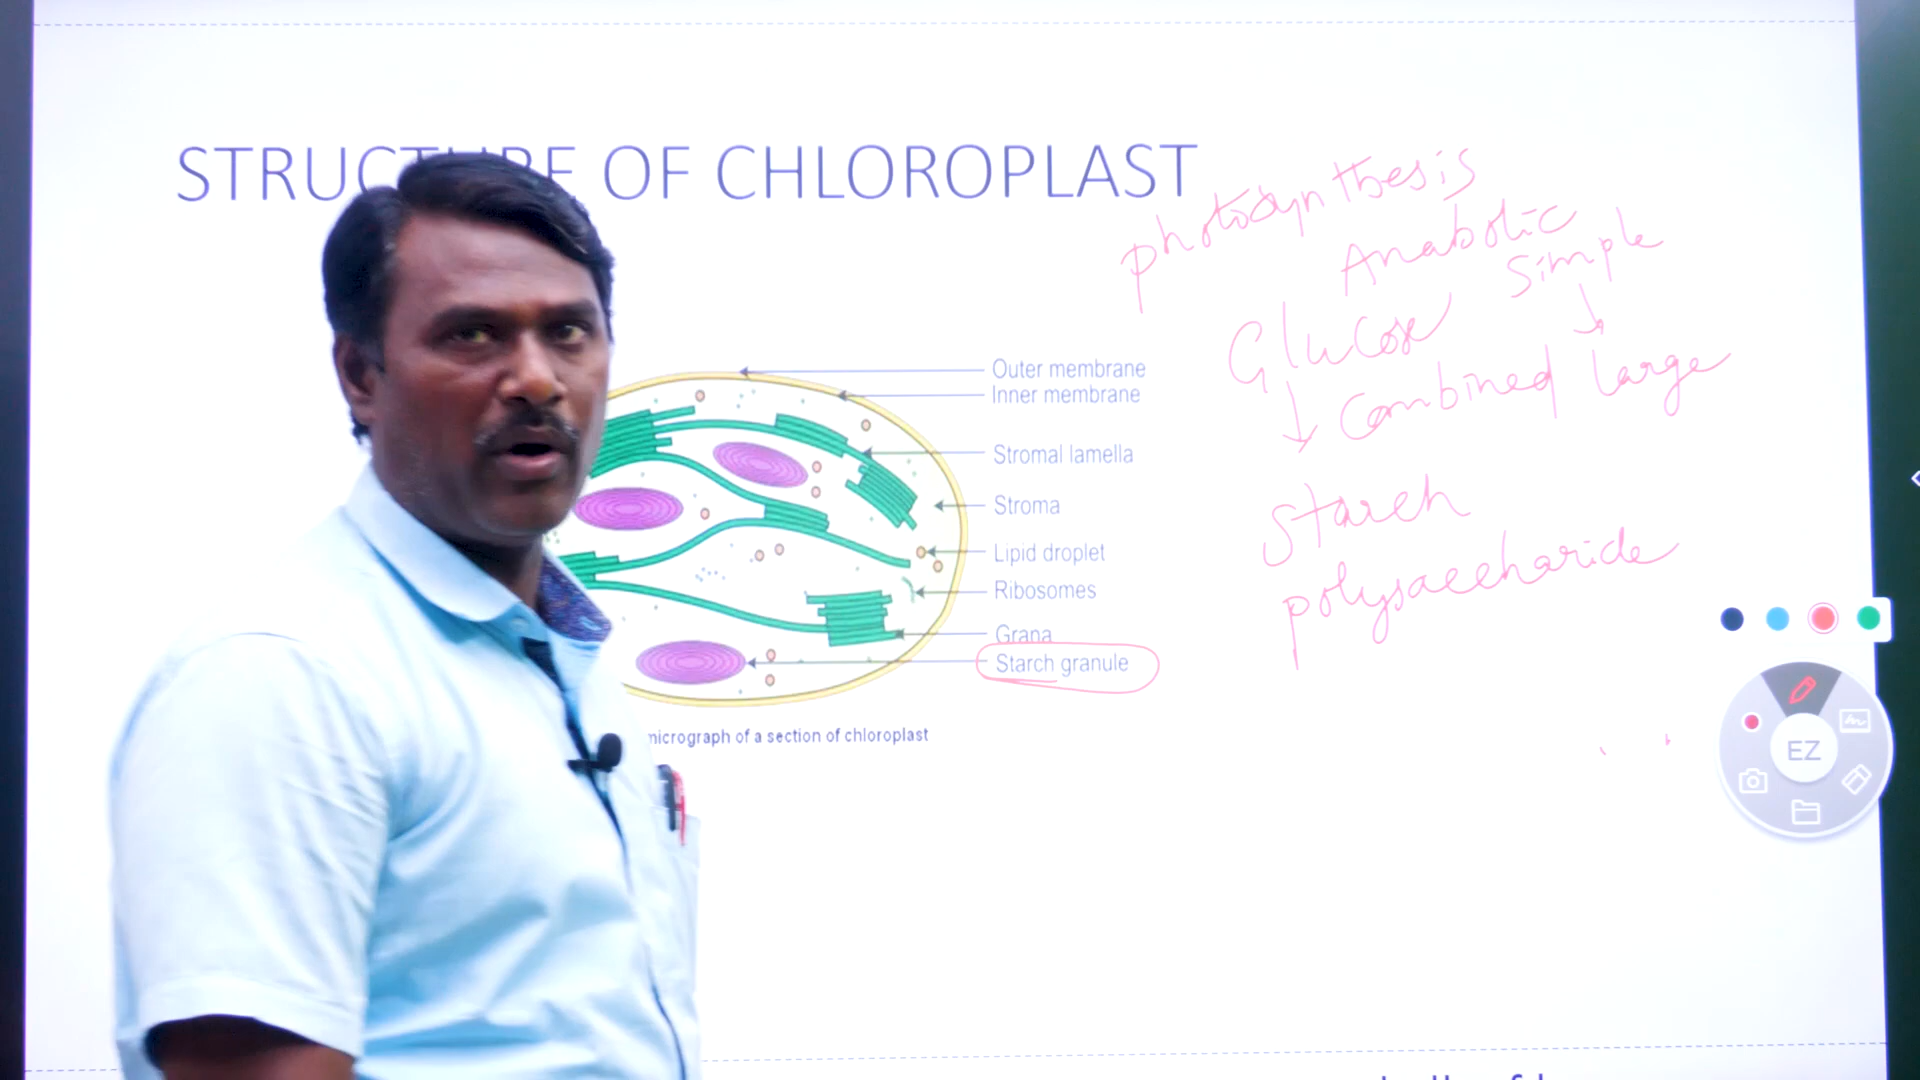 STRUCTURE OF CHLOROPLAST
photosynthesis
Anabolic
Simple
Glucose
Combined large
Starch
polysaccharide
Outer membrane
Inner membrane
Stromal lamella
Stroma
Lipid droplet
Ribosomes
Grana
Starch granule
micrograph of a section of chloroplast
EZ